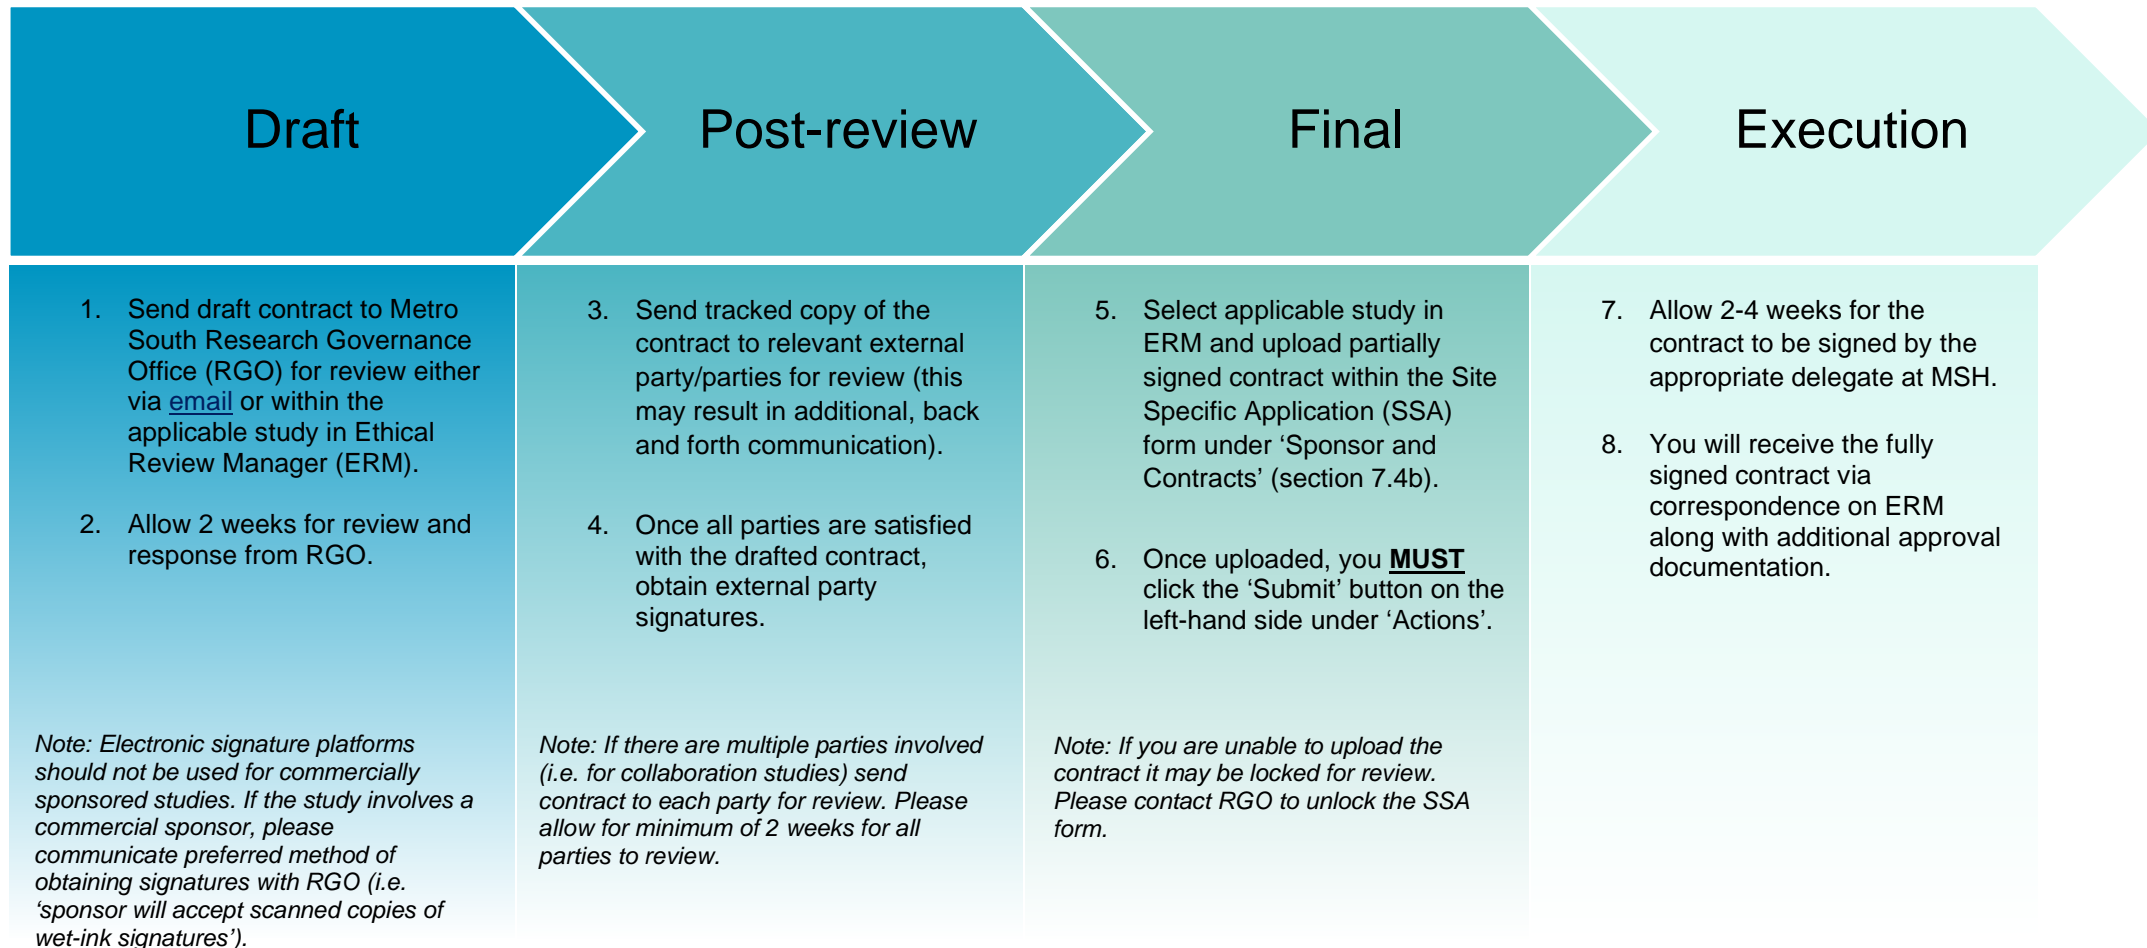 Draft
Post-review
Final
Execution
1. Send draft contract to Metro
South Research Governance
Office (RGO) for review either
via email or within the
applicable study in Ethical
Review Manager (ERM).
2. Allow 2 weeks for review and
response from RGO.
Note: Electronic signature platforms
should not be used for commercially
sponsored studies. If the study involves a
commercial sponsor, please
communicate preferred method of
obtaining signatures with RGO (i.e.
‘sponsor will accept scanned copies of
wet-ink signatures’).
3. Send tracked copy of the
contract to relevant external
party/parties for review (this
may result in additional, back
and forth communication).
4. Once all parties are satisfied
with the drafted contract,
obtain external party
signatures.
Note: If there are multiple parties involved
(i.e. for collaboration studies) send
contract to each party for review. Please
allow for minimum of 2 weeks for all
parties to review.
5. Select applicable study in
ERM and upload partially
signed contract within the Site
Specific Application (SSA)
form under ‘Sponsor and
Contracts’ (section 7.4b).
6. Once uploaded, you MUST
click the ‘Submit’ button on the
left-hand side under ‘Actions’.
Note: If you are unable to upload the
contract it may be locked for review.
Please contact RGO to unlock the SSA
form.
7. Allow 2-4 weeks for the
contract to be signed by the
appropriate delegate at MSH.
8. You will receive the fully
signed contract via
correspondence on ERM
along with additional approval
documentation.